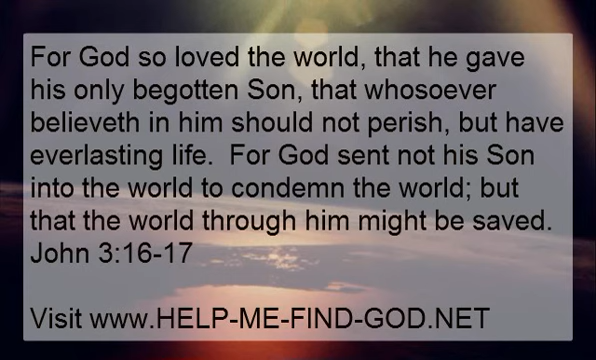 For God so loved the world, that he gave
his only begotten Son, that whosoever
believeth in him should not perish, but have
everlasting life.  For God sent not his Son
into the world to condemn the world; but
that the world through him might be saved.
John 3:16-17
Visit www.HELP-ME-FIND-GOD.NET